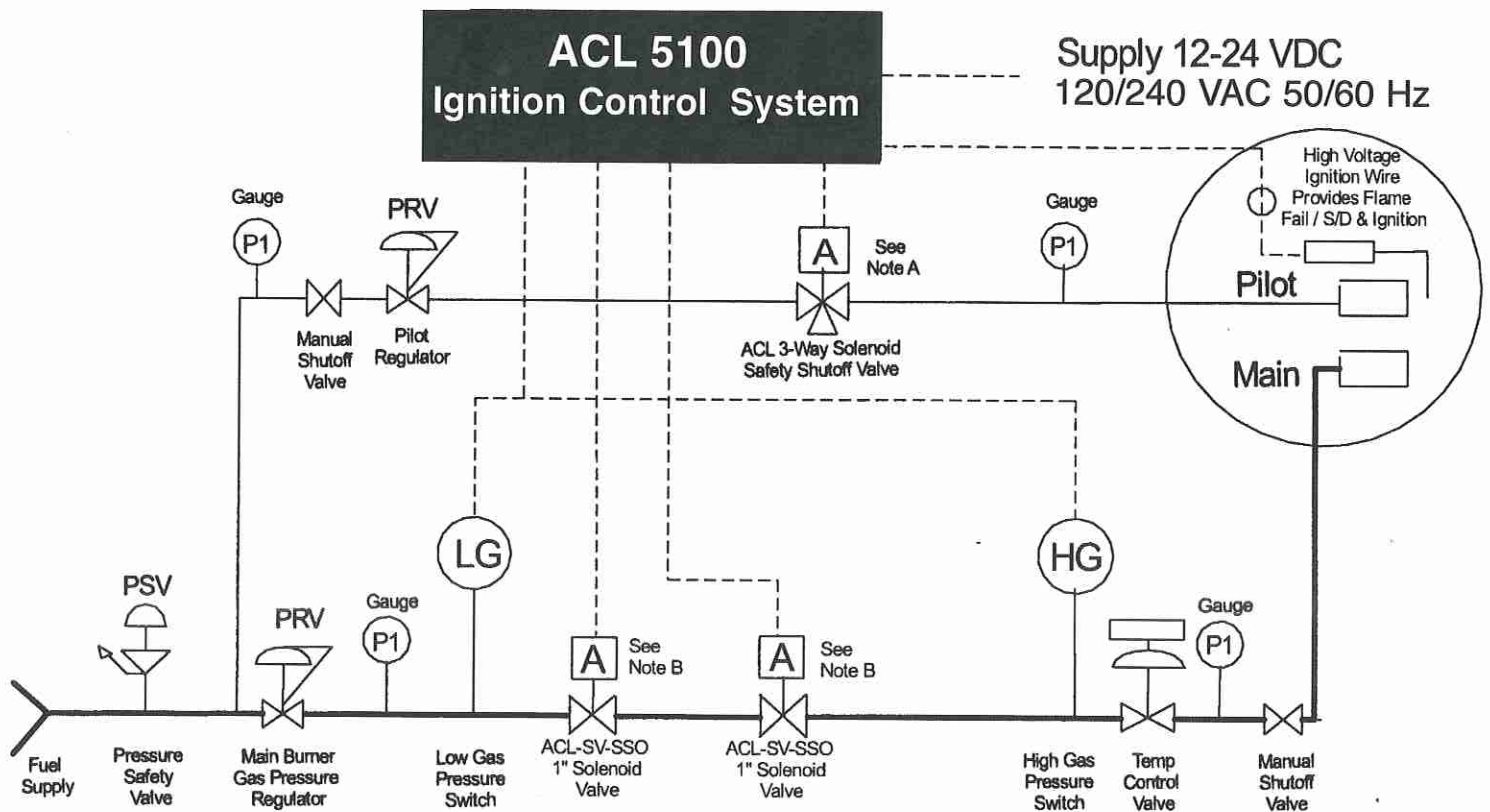 ACL 5100
Ignition Control System
Supply 12-24 VDC
120/240 VAC 50/60 Hz
High Voltage
Ignition Wire
Provides Flame
Fail / S/D & Ignition
Gauge
P1
PRV
A
See
Note A
Gauge
P1
Pilot
Manual
Shutoff
Valve
Pilot
Regulator
ACL 3-Way Solenoid
Safety Shutoff Valve
Main
LG
HG
PSV
PRV
Gauge
P1
A
See
Note B
A
See
Note B
Gauge
P1
Fuel
Supply
Pressure
Safety
Valve
Main Burner
Gas Pressure
Regulator
Low Gas
Pressure
Switch
ACL-SV-SSO
1" Solenoid
Valve
ACL-SV-SSO
1" Solenoid
Valve
High Gas
Pressure
Switch
Temp
Control
Valve
Manual
Shutoff
Valve